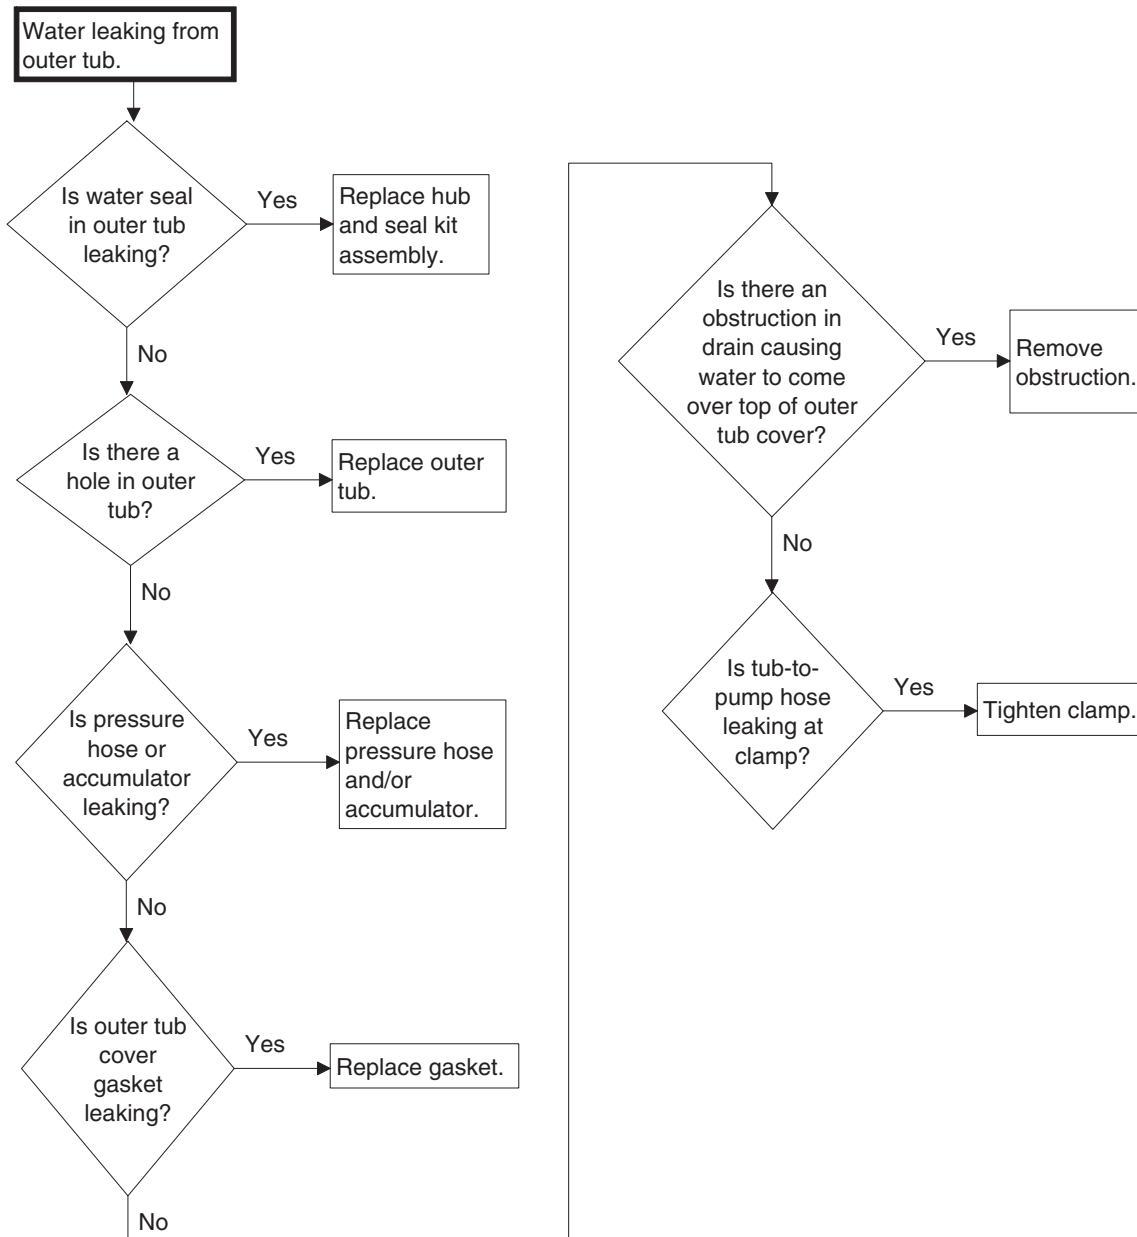 Water leaking from
outer tub.
Is water seal
in outer tub
leaking?
Yes
Replace hub
and seal kit
assembly.
No
Is there a
hole in outer
tub?
Yes
Replace outer
tub.
No
Is pressure
hose or
accumulator
leaking?
Yes
Replace
pressure hose
and/or
accumulator.
No
Is outer tub
cover
gasket
leaking?
Yes
Replace gasket.
No
Is there an
obstruction in
drain causing
water to come
over top of outer
tub cover?
Yes
Remove
obstruction.
No
Is tub-to-
pump hose
leaking at
clamp?
Yes
Tighten clamp.